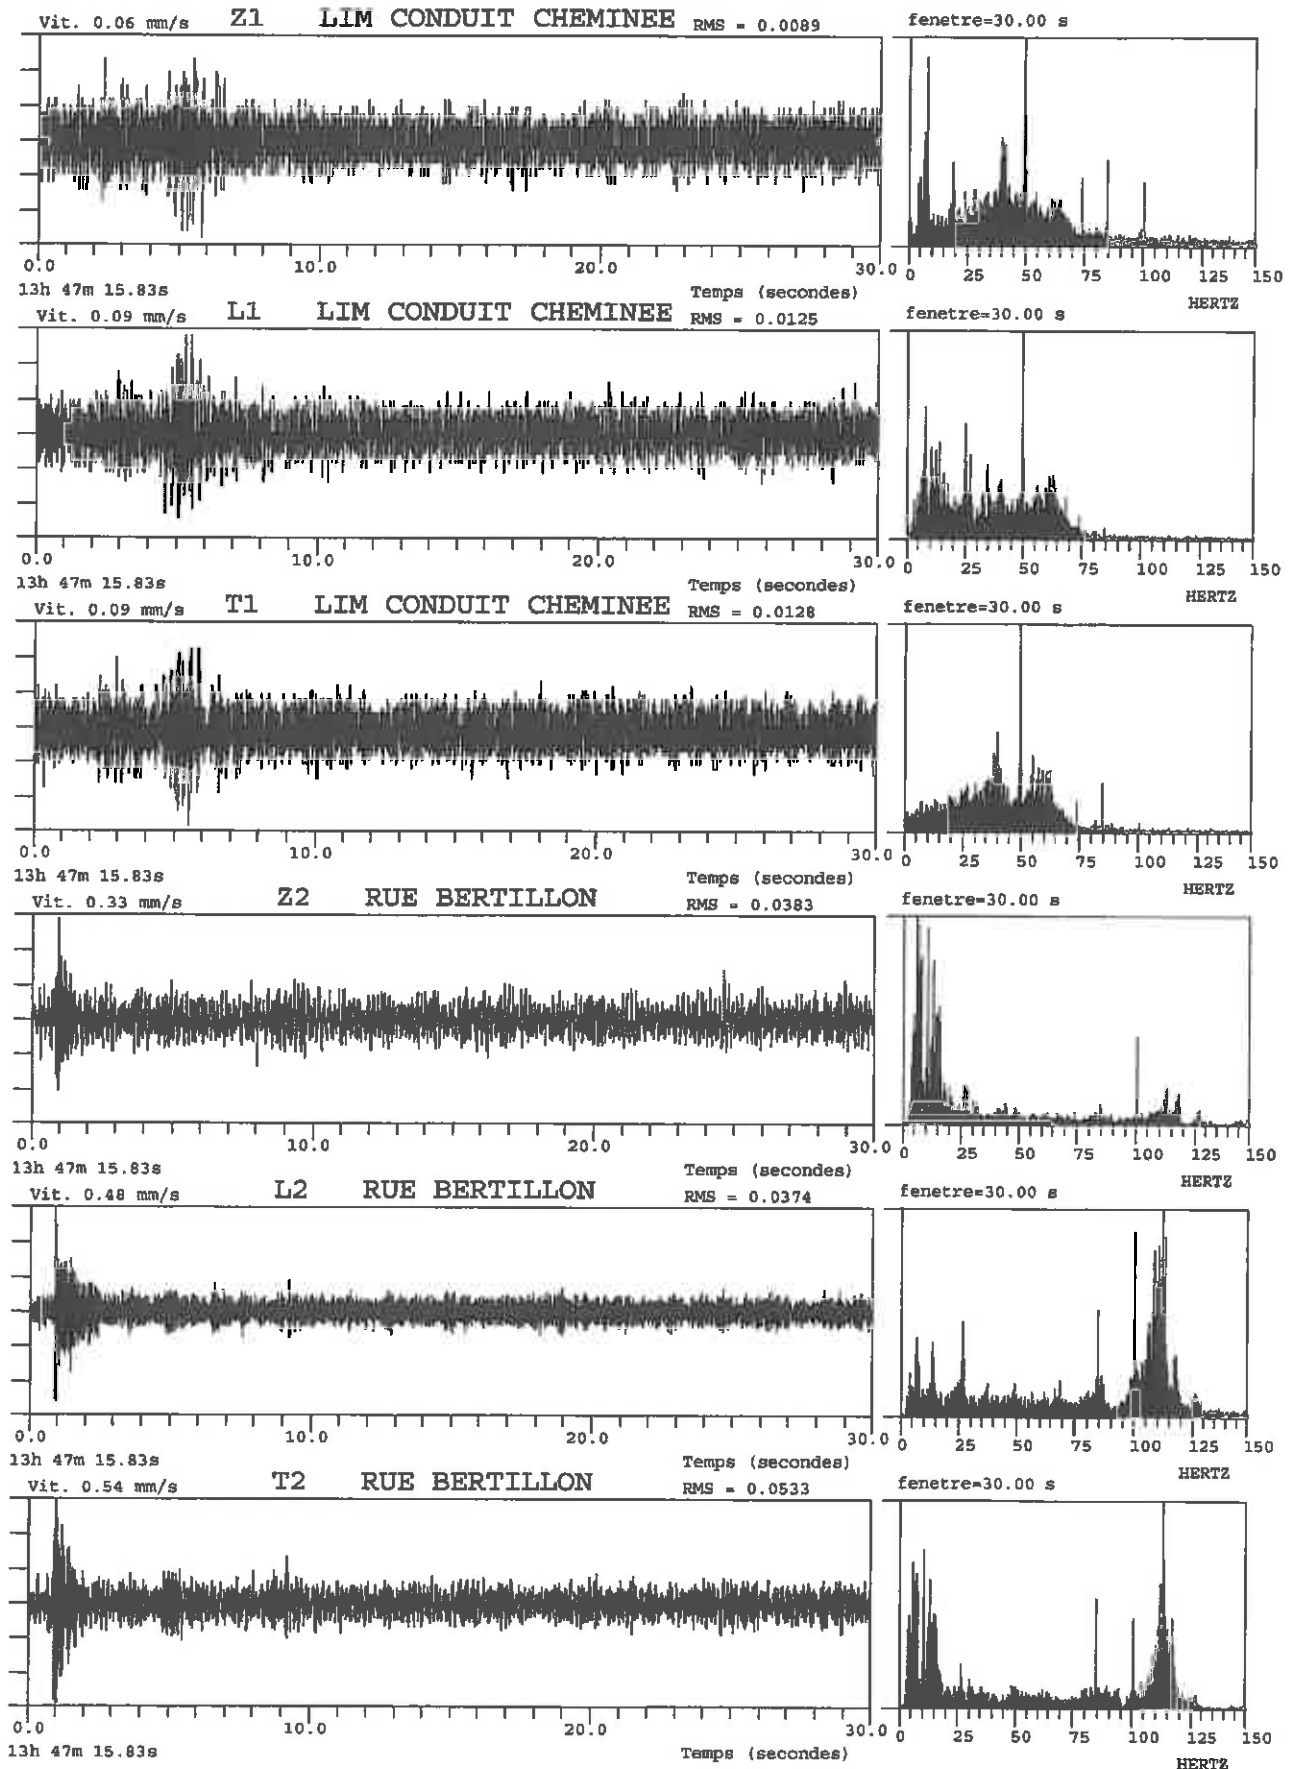 Vit. 0.06 mm/s Z1 LIM CONDUIT CHEMINEE RMS = 0.0089 fenetre=30.00 s
0.0 10.0 20.0 30.0 0 25 50 75 100 125 150
13h 47m 15.83s Temps (secondes) HERTZ
Vit. 0.09 mm/s L1 LIM CONDUIT CHEMINEE RMS = 0.0125 fenetre=30.00 s
0.0 10.0 20.0 30.0 0 25 50 75 100 125 150
13h 47m 15.83s Temps (secondes) HERTZ
Vit. 0.09 mm/s T1 LIM CONDUIT CHEMINEE RMS = 0.0128 fenetre=30.00 s
0.0 10.0 20.0 30.0 0 25 50 75 100 125 150
13h 47m 15.83s Temps (secondes) HERTZ
Vit. 0.33 mm/s Z2 RUE BERTILLON RMS = 0.0383 fenetre=30.00 s
0.0 10.0 20.0 30.0 0 25 50 75 100 125 150
13h 47m 15.83s Temps (secondes) HERTZ
Vit. 0.48 mm/s L2 RUE BERTILLON RMS = 0.0374 fenetre=30.00 s
0.0 10.0 20.0 30.0 0 25 50 75 100 125 150
13h 47m 15.83s Temps (secondes) HERTZ
Vit. 0.54 mm/s T2 RUE BERTILLON RMS = 0.0533 fenetre=30.00 s
0.0 10.0 20.0 30.0 0 25 50 75 100 125 150
13h 47m 15.83s Temps (secondes) HERTZ